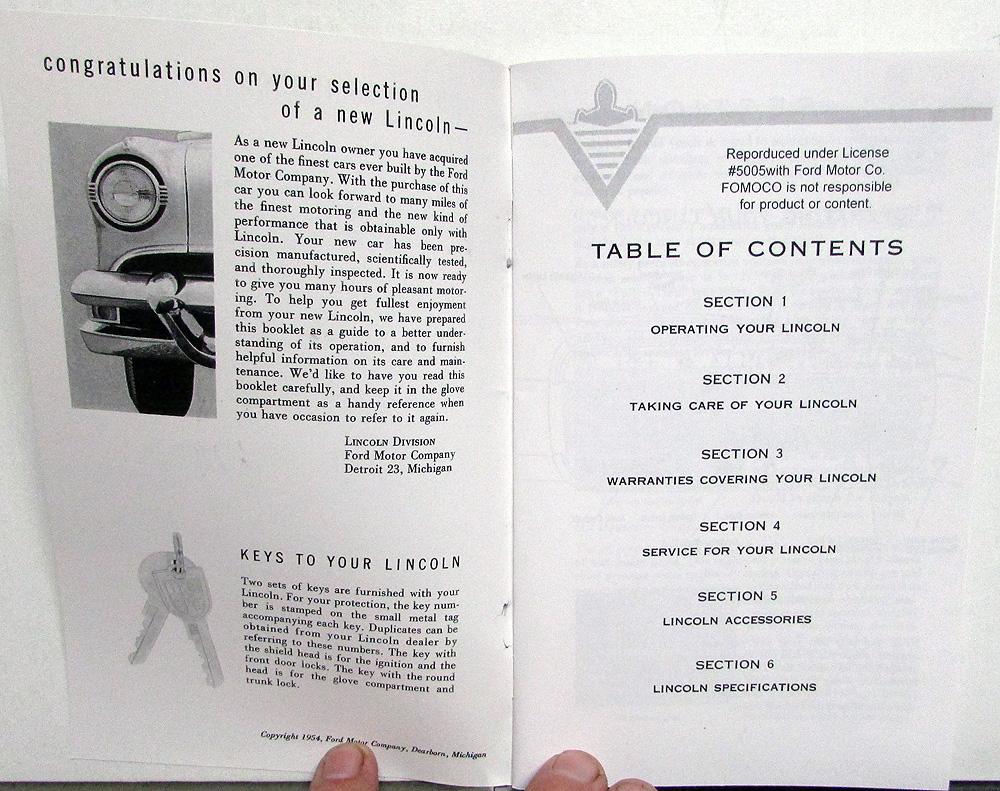 congratulations on your selection
of a new Lincoln—
As a new Lincoln owner you have acquired
one of the finest cars ever built by the Ford
Motor Company. With the purchase of this
car you can look forward to many miles of
the finest motoring and the new kind of
performance that is obtainable only with
Lincoln. Your new car has been pre-
cision manufactured, scientifically tested,
and thoroughly inspected. It is now ready
to give you many hours of pleasant motor-
ing. To help you get fullest enjoyment
from your new Lincoln, we have prepared
this booklet as a guide to a better under-
standing of its operation, and to furnish
helpful information on its care and main-
tenance. We'd like to have you read this
booklet carefully, and keep it in the glove
compartment as a handy reference when
you have occasion to refer to it again.
Lincoln Division
Ford Motor Company
Detroit 23, Michigan
KEYS TO YOUR LINCOLN
Two sets of keys are furnished with your
Lincoln. For your protection, the key num-
ber is stamped on the small metal tag
accompanying each key. Duplicates can be
obtained from your Lincoln dealer by
referring to these numbers. The key with
the shield head is for the ignition and the
front door locks. The key with the round
head is for the glove compartment and
trunk lock.
Copyright 1954, Ford Motor Company, Dearborn, Michigan
Reporduced under License
#5005with Ford Motor Co.
FOMOCO is not responsible
for product or content.
TABLE OF CONTENTS
SECTION 1
OPERATING YOUR LINCOLN
SECTION 2
TAKING CARE OF YOUR LINCOLN
SECTION 3
WARRANTIES COVERING YOUR LINCOLN
SECTION 4
SERVICE FOR YOUR LINCOLN
SECTION 5
LINCOLN ACCESSORIES
SECTION 6
LINCOLN SPECIFICATIONS